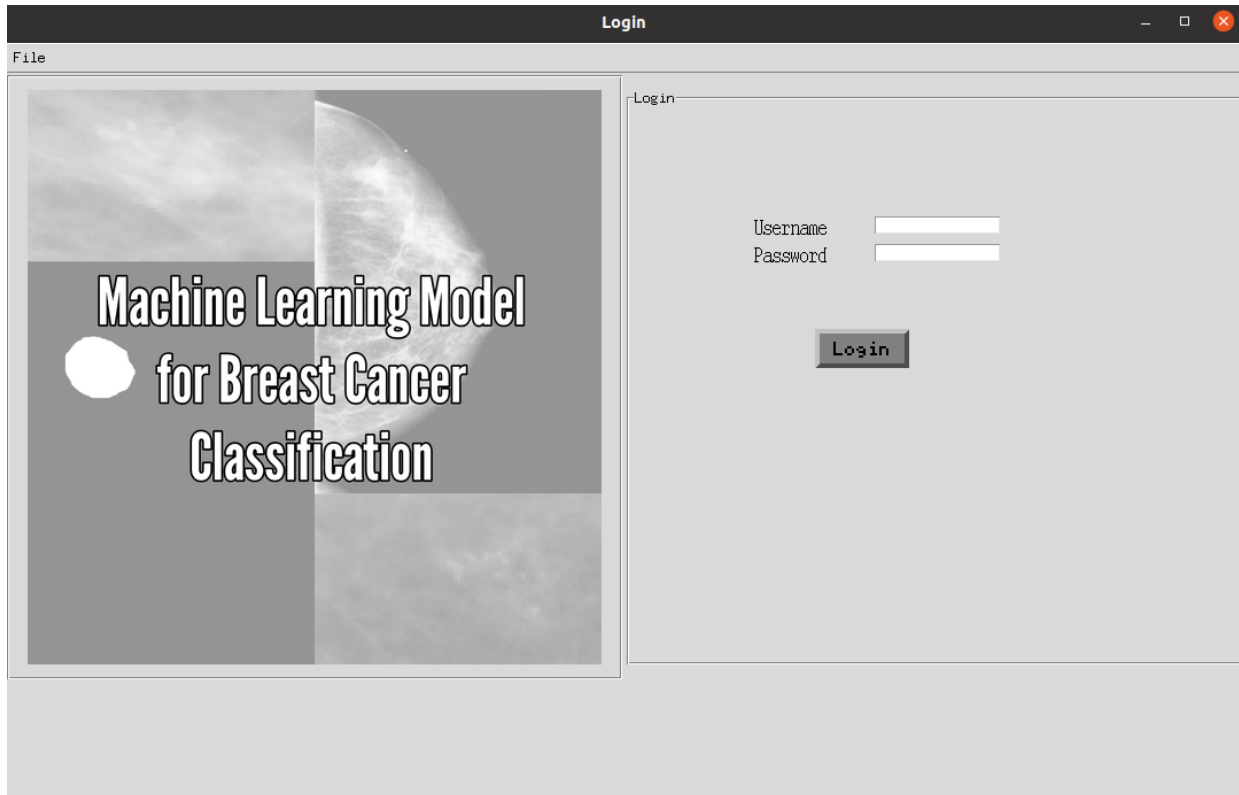 Login
File
Machine Learning Model
for Breast Cancer
Classification
Login
Username
Password
Login